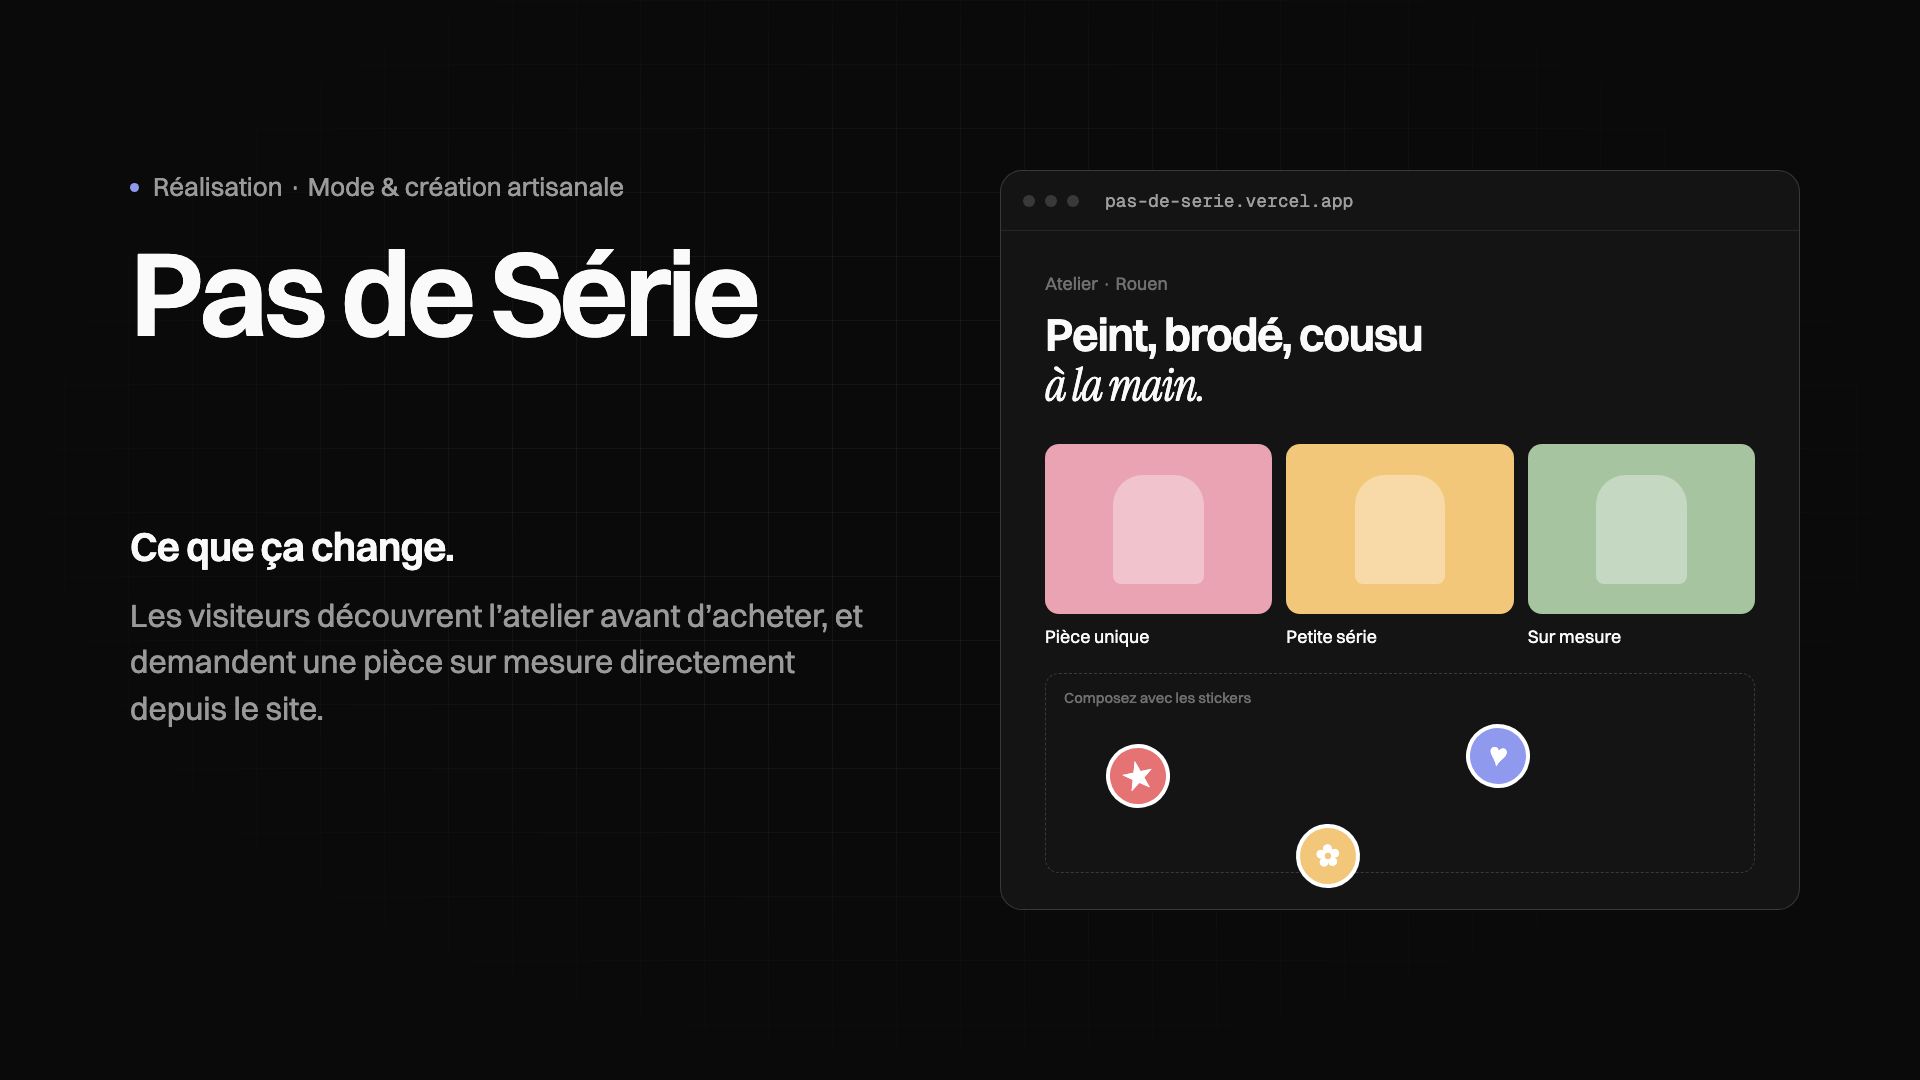 Réalisation · Mode & création artisanale
Pas de Série
Ce que ça change.
Les visiteurs découvrent l’atelier avant d’acheter, et
demandent une pièce sur mesure directement
depuis le site.
pas-de-serie.vercel.app
Atelier · Rouen
Peint, brodé, cousu
à la main.
Pièce unique
Petite série
Sur mesure
Composez avec les stickers